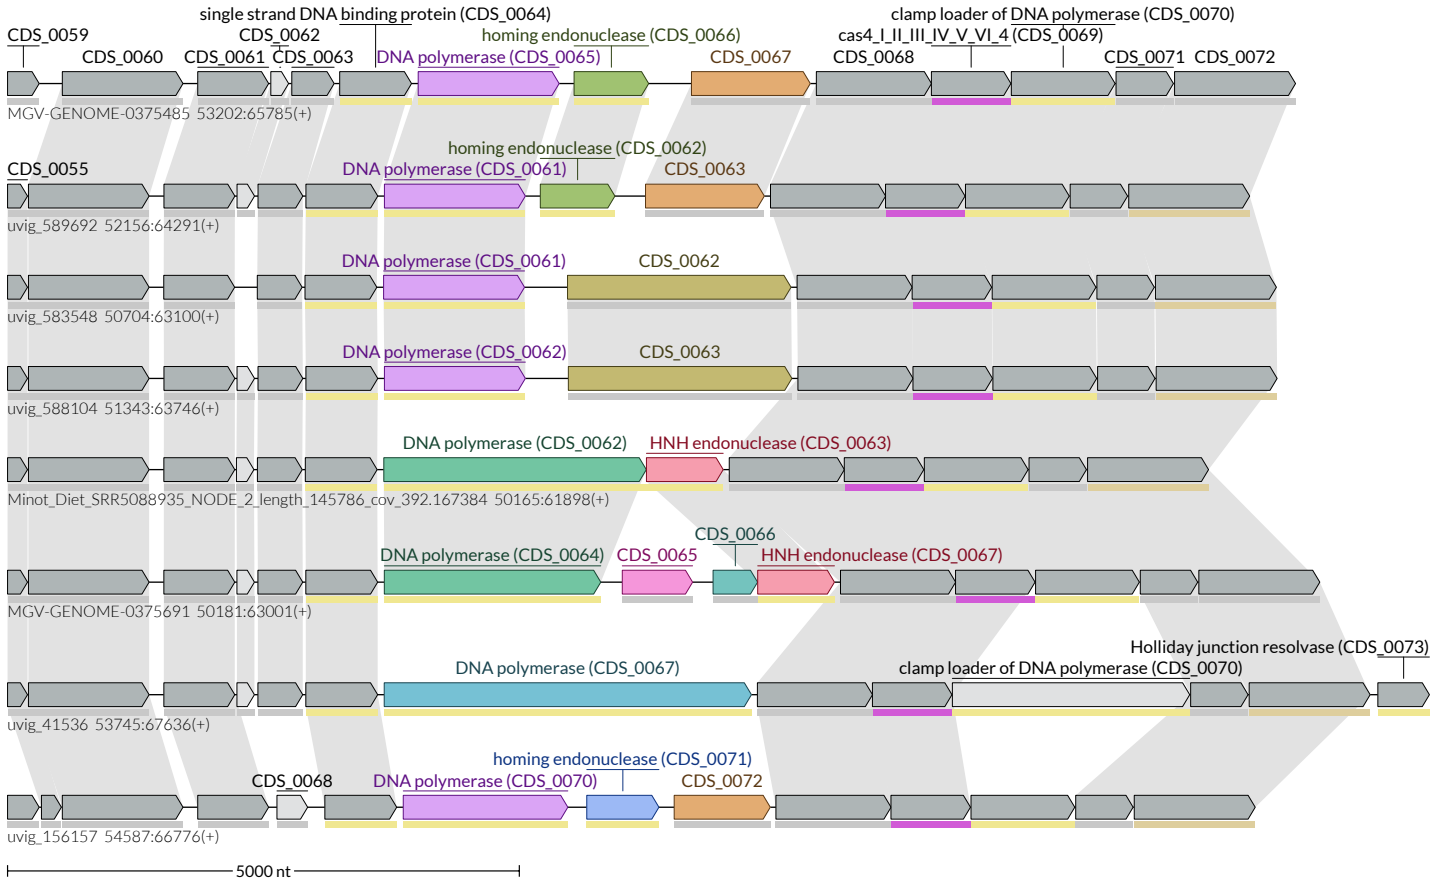 single strand DNA binding protein (CDS_0064)
clamp loader of DNA polymerase (CDS_0070)
CDS_0059
CDS_0062
homing endonuclease (CDS_0066)
cas4_I_II_III_IV_V_VI_4 (CDS_0069)
CDS_0060
CDS_0061
CDS_0063
DNA polymerase (CDS_0065)
CDS_0067
CDS_0068
CDS_0071
CDS_0072
MGV-GENOME-0375485 53202:65785(+)
homing endonuclease (CDS_0062)
CDS_0055
DNA polymerase (CDS_0061)
CDS_0063
uvig_589692 52156:64291(+)
DNA polymerase (CDS_0061)
CDS_0062
uvig_583548 50704:63100(+)
DNA polymerase (CDS_0062)
CDS_0063
uvig_588104 51343:63746(+)
DNA polymerase (CDS_0062)
HNH endonuclease (CDS_0063)
Minot_Diet_SRR5088935_NODE_2_length_145786_cov_392.167384 50165:61898(+)
CDS_0066
DNA polymerase (CDS_0064)
CDS_0065
HNH endonuclease (CDS_0067)
MGV-GENOME-0375691 50181:63001(+)
Holliday junction resolvase (CDS_0073)
DNA polymerase (CDS_0067)
clamp loader of DNA polymerase (CDS_0070)
uvig_41536 53745:67636(+)
homing endonuclease (CDS_0071)
CDS_0068
DNA polymerase (CDS_0070)
CDS_0072
uvig_156157 54587:66776(+)
5000 nt